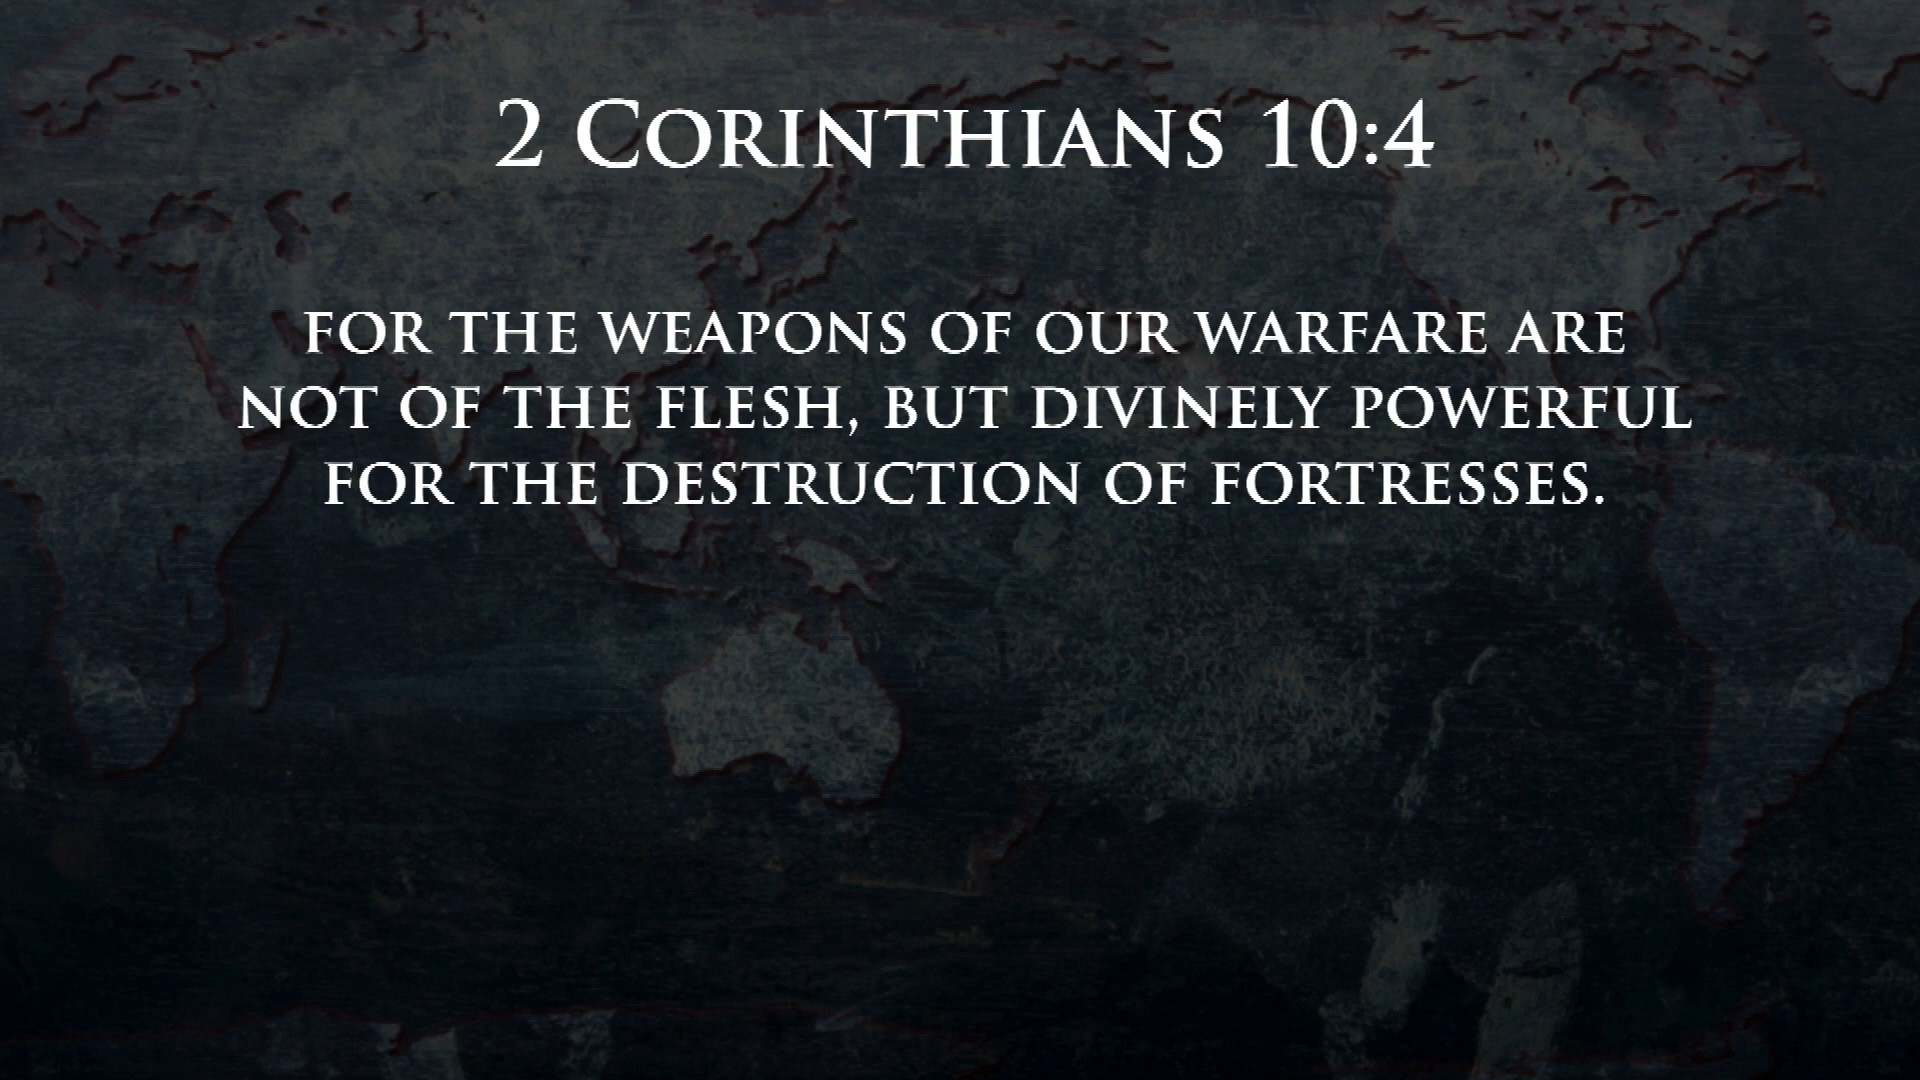 2 Corinthians 10:4
for the weapons of our warfare are
not of the flesh, but divinely powerful
for the destruction of fortresses.